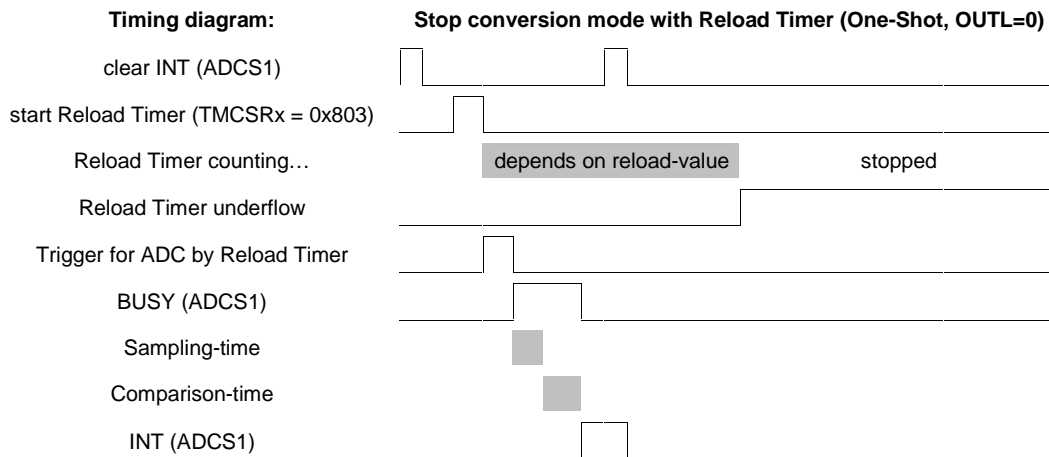 Timing diagram: Stop conversion mode with Reload Timer (One-Shot, OUTL=0)
clear INT (ADCS1)
start Reload Timer (TMCSRx = 0x803)
Reload Timer counting… depends on reload-value stopped
Reload Timer underflow
Trigger for ADC by Reload Timer
BUSY (ADCS1)
Sampling-time
Comparison-time
INT (ADCS1)